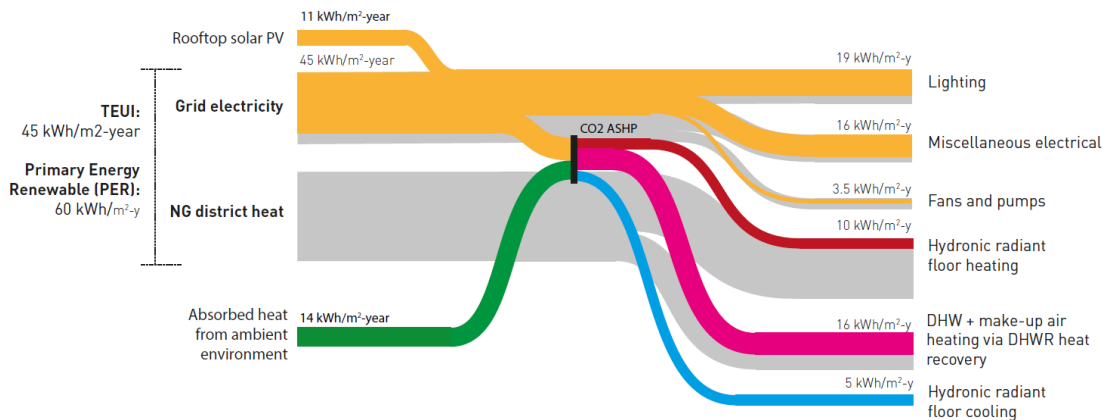 11 kWh/m²-year
Rooftop solar PV
45 kWh/m²-year
Grid electricity
TEUI:
45 kWh/m2-year
Primary Energy
Renewable (PER):
60 kWh/m²-y
NG district heat
Absorbed heat
from ambient
environment
14 kWh/m²-year
CO2 ASHP
19 kWh/m²-y
Lighting
16 kWh/m²-y
Miscellaneous electrical
3.5 kWh/m²-y
Fans and pumps
10 kWh/m²-y
Hydronic radiant
floor heating
16 kWh/m²-y
DHW + make-up air
heating via DHWR heat
recovery
5 kWh/m²-y
Hydronic radiant
floor cooling